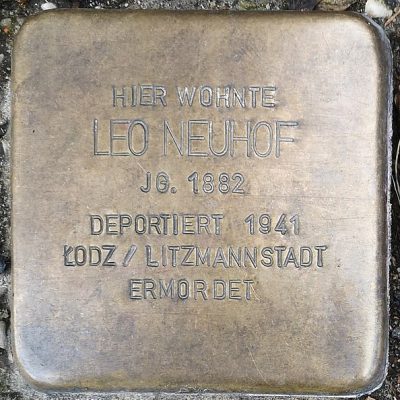 HIER WOHNTE
LEO NEUHOF
JG. 1882
DEPORTIERT 1941
ŁODZ / LITZMANNSTADT
ERMORDET